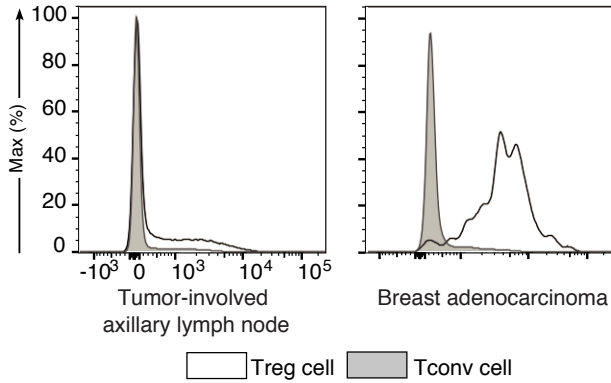 Max (%)
100
80
60
40
20
0
-10³ 0 10³ 10⁴ 10⁵
Tumor-involved
axillary lymph node
Breast adenocarcinoma
Treg cell Tconv cell